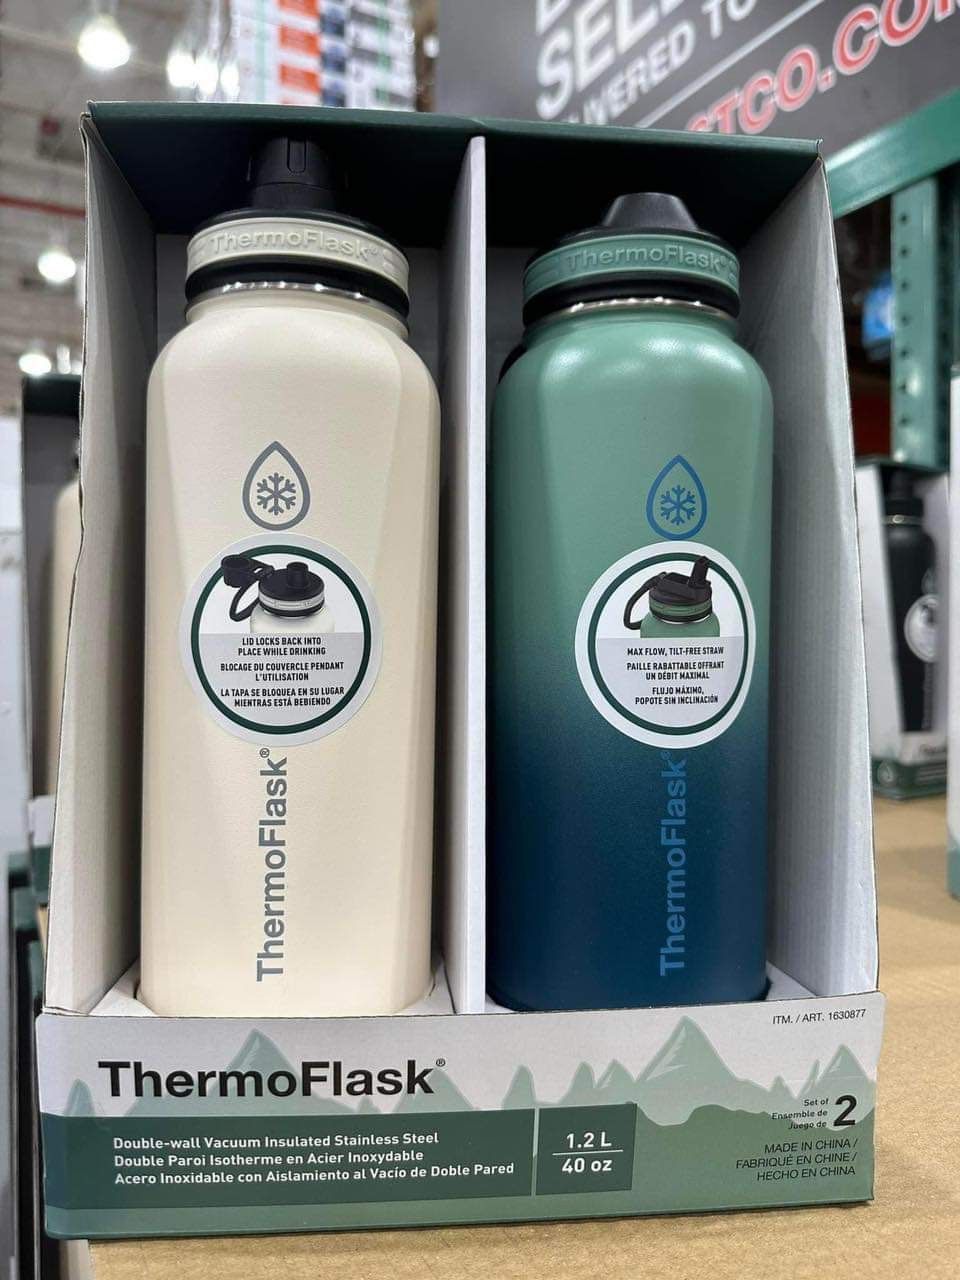 SELL
DELIVERED TO
COSTCO.COM
ThermoFlask®
ThermoFlask®
LID LOCKS BACK INTO
PLACE WHILE DRINKING
BLOCAGE DU COUVERCLE PENDANT
L'UTILISATION
LA TAPA SE BLOQUEA EN SU LUGAR
MIENTRAS ESTÁ BEBIENDO
MAX FLOW, TILT-FREE STRAW
PAILLE RABATTABLE OFFRANT
UN DÉBIT MAXIMAL
FLUJO MÁXIMO,
POPOTE SIN INCLINACIÓN
ThermoFlask®
ThermoFlask®
ITM. / ART. 1630877
ThermoFlask®
Double-wall Vacuum Insulated Stainless Steel
Double Paroi Isotherme en Acier Inoxydable
Acero Inoxidable con Aislamiento al Vacío de Doble Pared
1.2 L
40 oz
Set of
Ensemble de
Juego de
2
MADE IN CHINA /
FABRIQUÉ EN CHINE /
HECHO EN CHINA